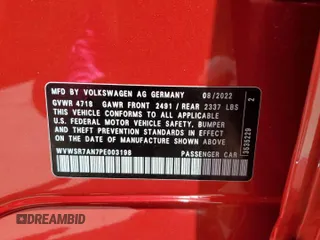 MFD. BY VOLKSWAGEN AG GERMANY 08/2022
GVWR 4718 GAWR FRONT 2491 / REAR 2337 LBS
THIS VEHICLE CONFORMS TO ALL APPLICABLE
U.S. FEDERAL MOTOR VEHICLE SAFETY, BUMPER
AND THEFT PREVENTION STANDARDS IN EFFECT
ON THE DATE OF MANUFACTURE SHOWN ABOVE.
WVWSR7AN7PE003198 PASSENGER CAR
2
3535229
DREAMBID